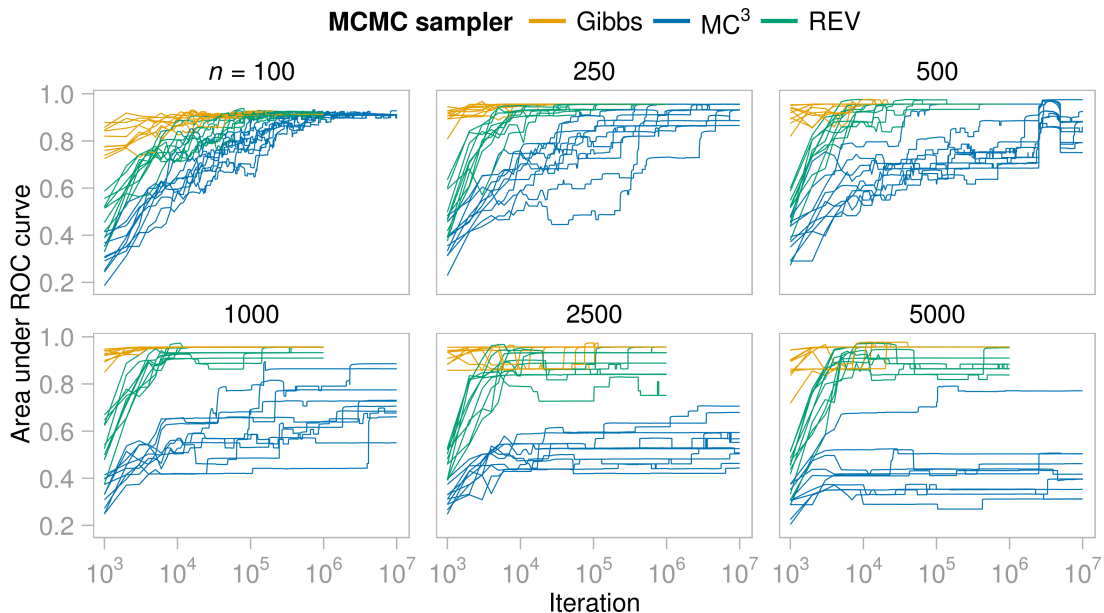 MCMC sampler Gibbs MC³ REV
n = 100 250 500
1.0
0.8
0.6
0.4
0.2
1000 2500 5000
1.0
0.8
0.6
0.4
0.2
Area under ROC curve
10³ 10⁴ 10⁵ 10⁶ 10⁷ 10³ 10⁴ 10⁵ 10⁶ 10⁷ 10³ 10⁴ 10⁵ 10⁶ 10⁷
Iteration